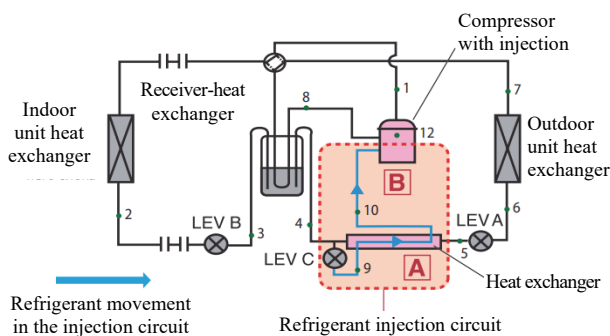 Compressor
with injection
Receiver-heat
exchanger
Indoor
unit heat
exchanger
Outdoor
unit heat
exchanger
1
7
8
12
B
2
LEV B
3
4
10
LEV A
6
5
LEV C
9
A
Heat exchanger
Refrigerant movement
in the injection circuit
Refrigerant injection circuit